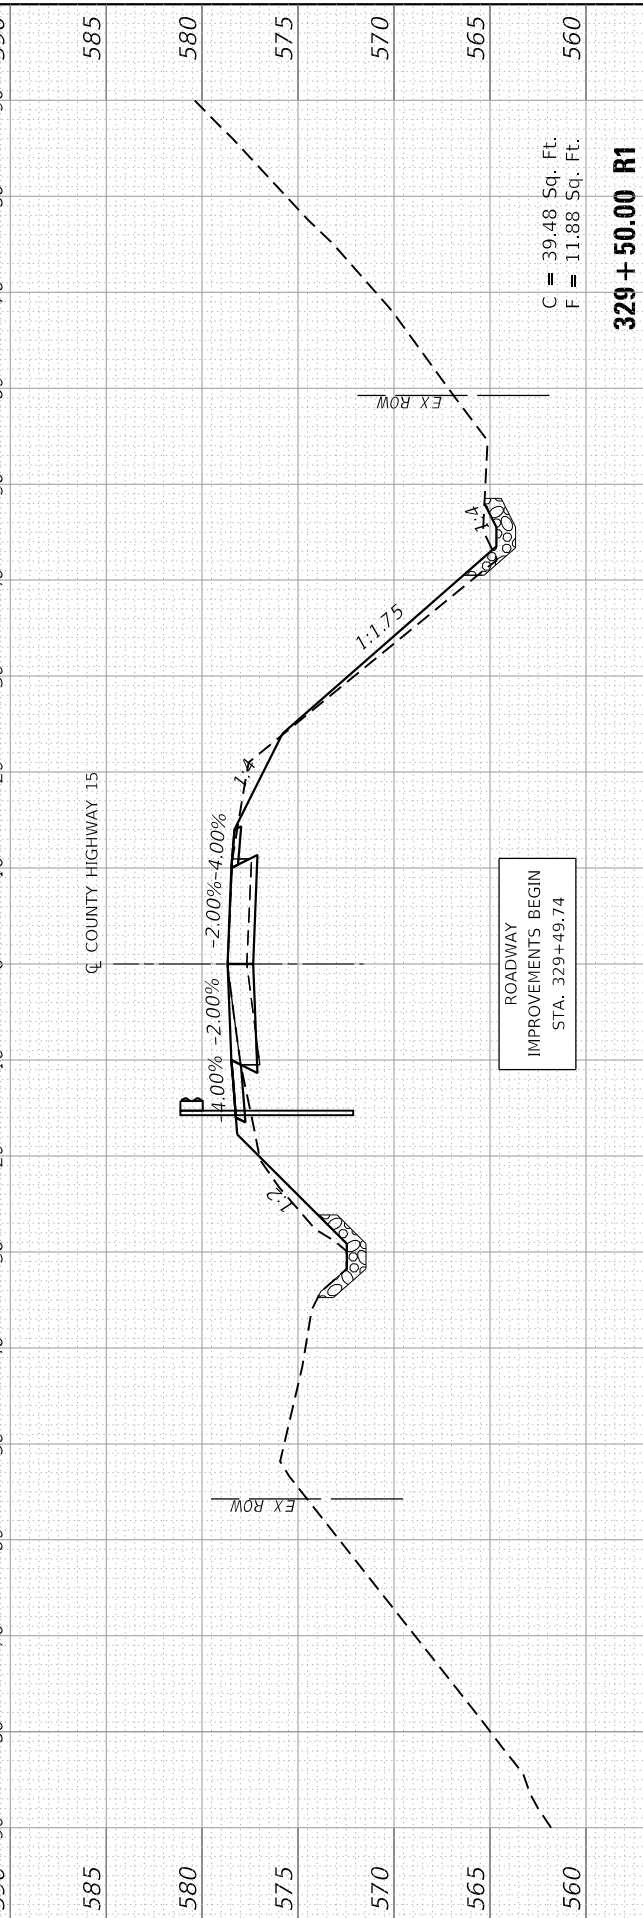 585
580
575
570
565
560
C = 39.48 Sq. Ft.
F = 11.88 Sq. Ft.
329 + 50.00 R1
EX ROW
1:4
1:1.75
1:4
℄ COUNTY HIGHWAY 15
-4.00% -2.00%
-2.00% -4.00%
1:2
EX ROW
ROADWAY
IMPROVEMENTS BEGIN
STA. 329+49.74
585
580
575
570
565
560